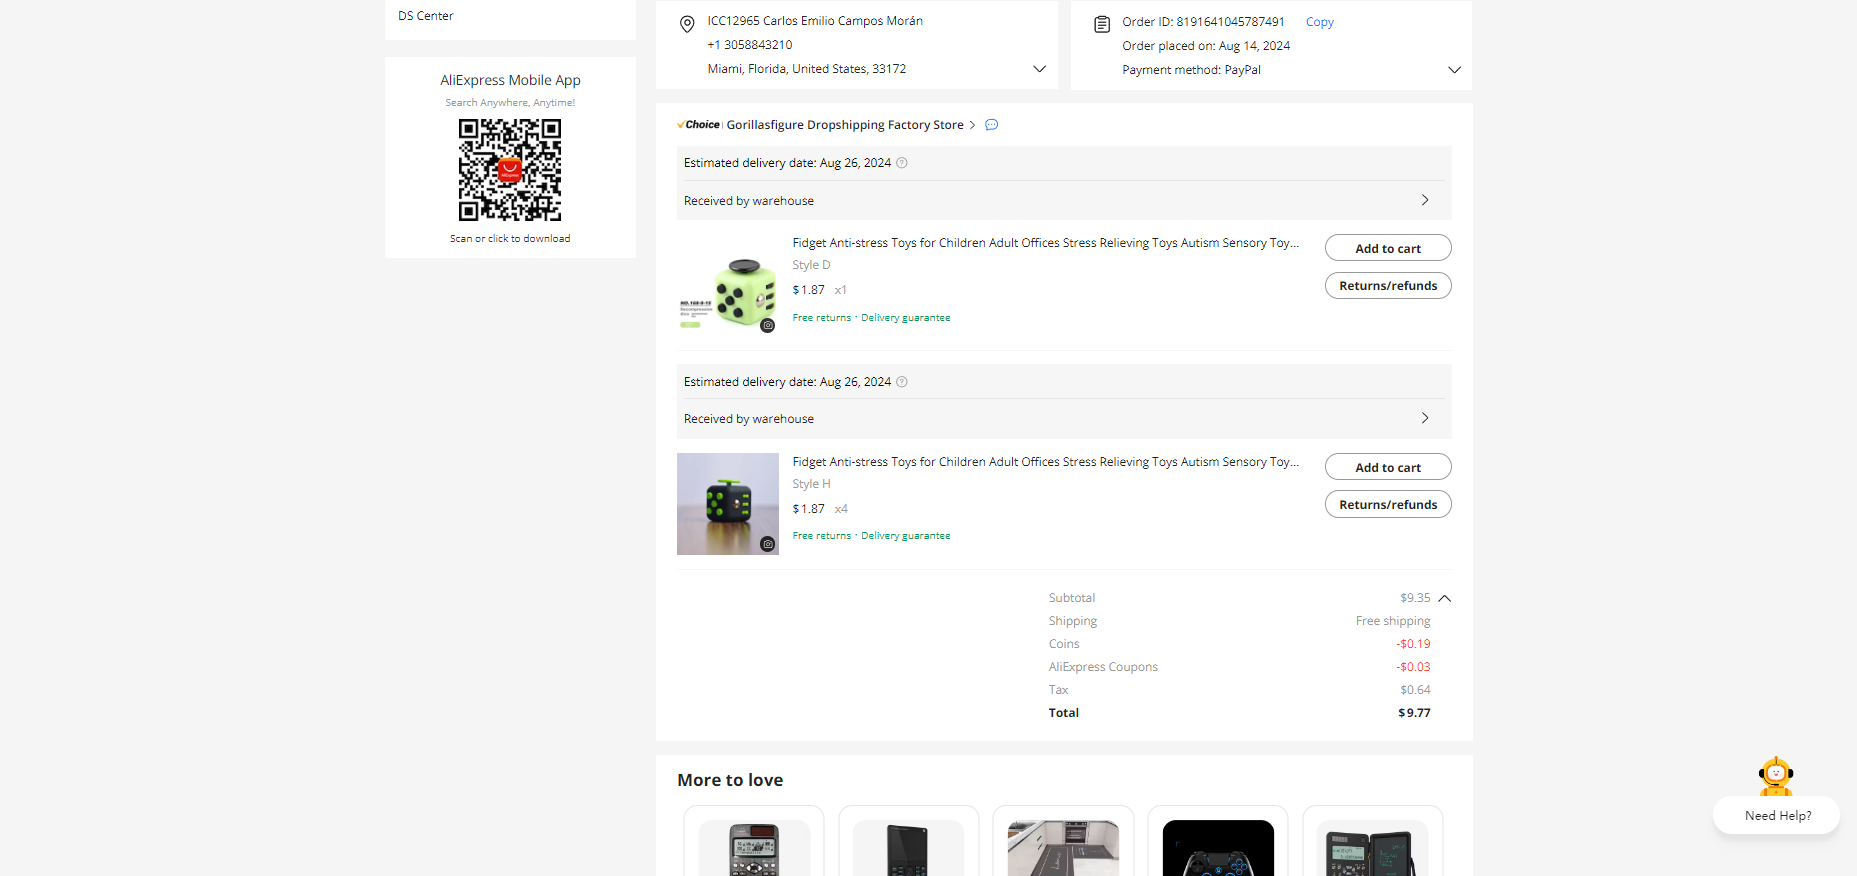 DS Center
AliExpress Mobile App
Search Anywhere, Anytime!
AliExpress
Scan or click to download
ICC12965 Carlos Emilio Campos Morán
+1 3058843210
Miami, Florida, United States, 33172
Order ID: 8191641045787491 Copy
Order placed on: Aug 14, 2024
Payment method: PayPal
Choice Gorillasfigure Dropshipping Factory Store
Estimated delivery date: Aug 26, 2024
Received by warehouse
Fidget Anti-stress Toys for Children Adult Offices Stress Relieving Toys Autism Sensory Toy...
Style D
$1.87 x1
Free returns · Delivery guarantee
Add to cart
Returns/refunds
Estimated delivery date: Aug 26, 2024
Received by warehouse
Fidget Anti-stress Toys for Children Adult Offices Stress Relieving Toys Autism Sensory Toy...
Style H
$1.87 x4
Free returns · Delivery guarantee
Add to cart
Returns/refunds
Subtotal $9.35
Shipping Free shipping
Coins -$0.19
AliExpress Coupons -$0.03
Tax $0.64
Total $9.77
More to love
Need Help?